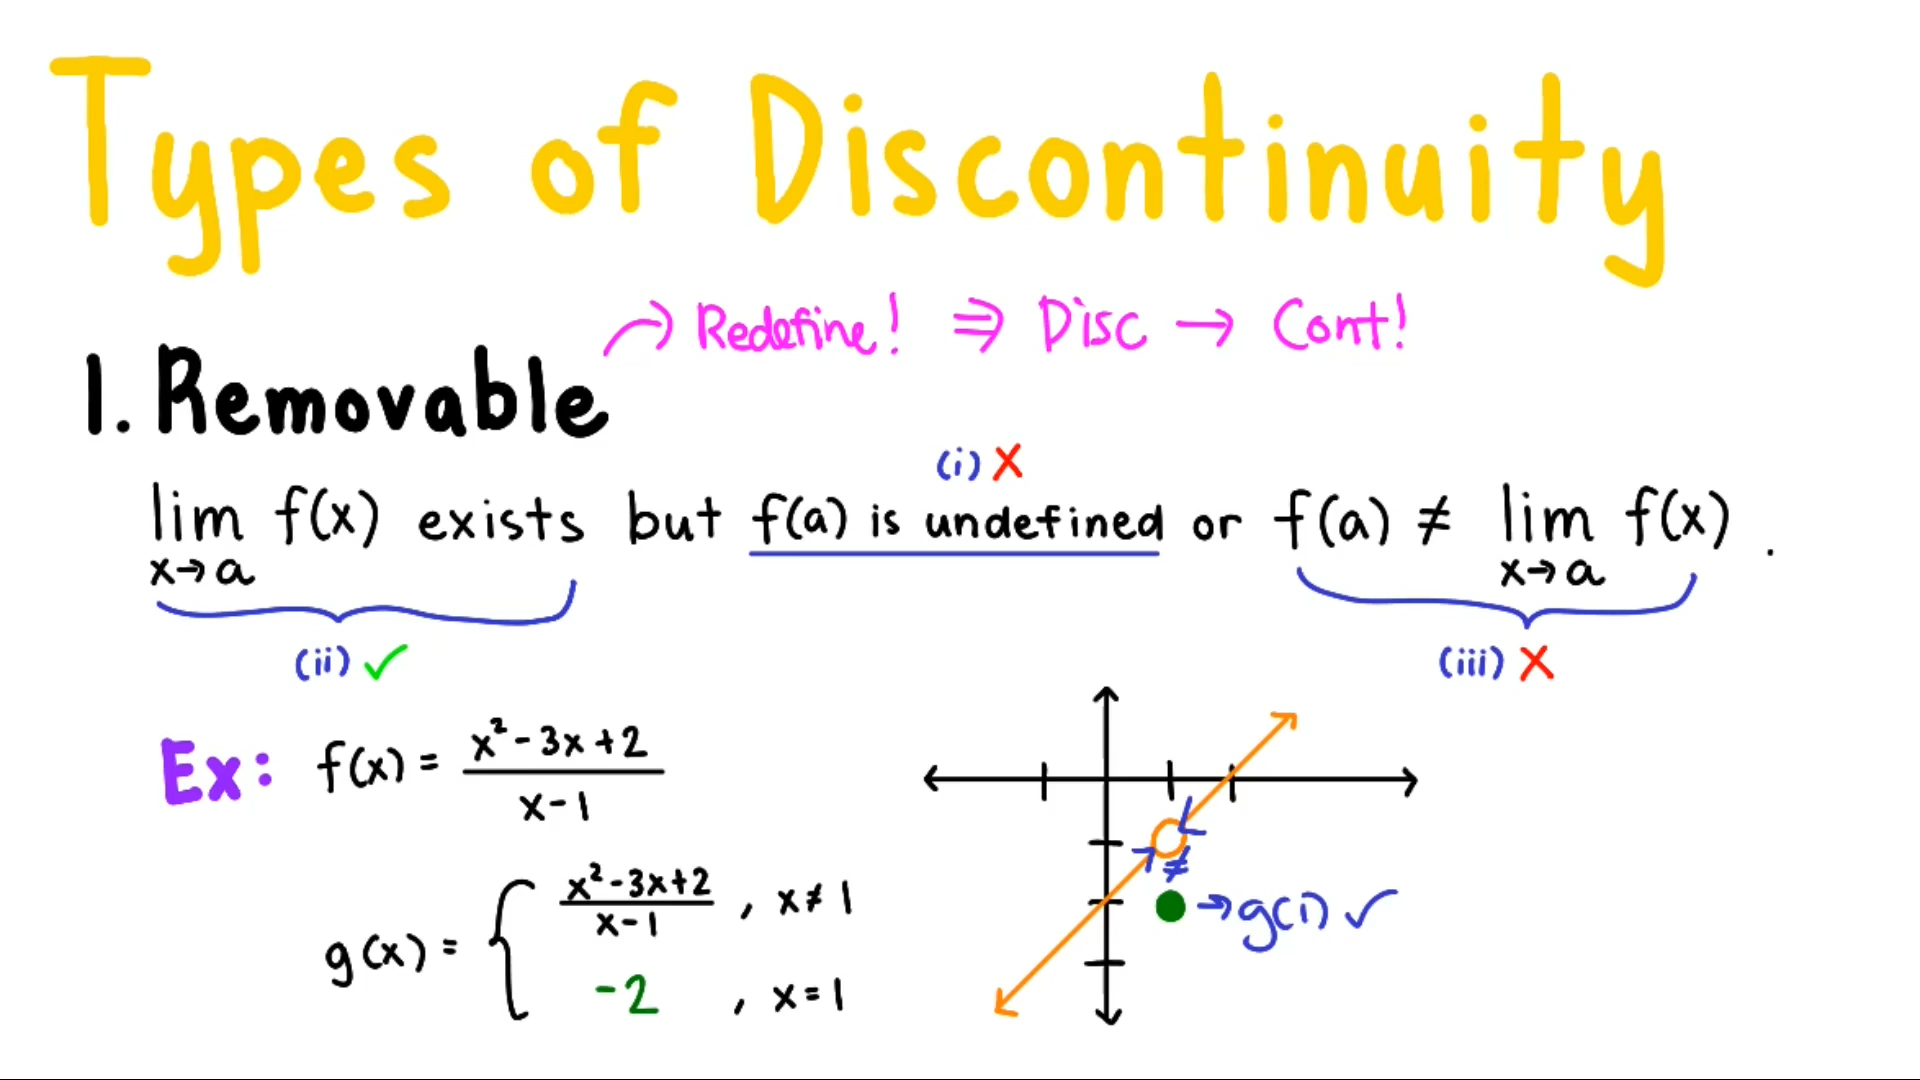 Types of Discontinuity
→ Redefine! ⇒ Disc → Cont!
1. Removable
(i) X
lim f(x) exists but f(a) is undefined or f(a) ≠ lim f(x).
x→a x→a
(ii) ✓ (iii) X
Ex: f(x) = x²-3x+2
x-1
x²-3x+2 , x≠1
x-1
g(x) = {
-2 , x=1
≠
→g(1) ✓